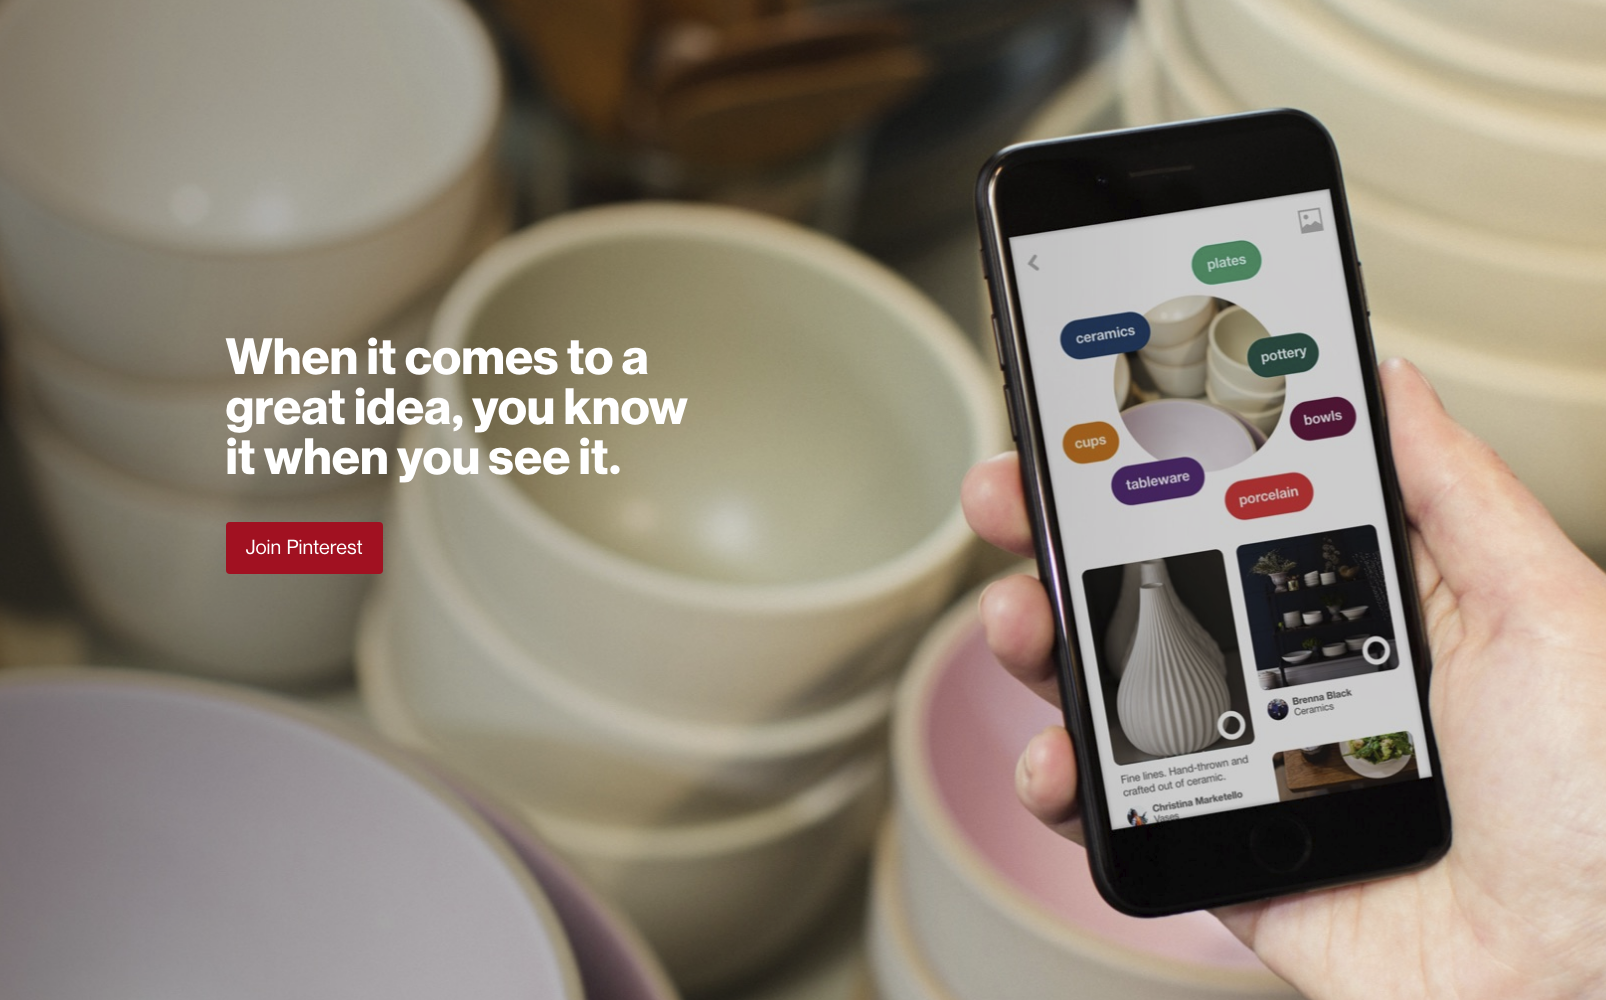 When it comes to a
great idea, you know
it when you see it.
Join Pinterest
plates
ceramics
pottery
bowls
cups
tableware
porcelain
Fine lines. Hand-thrown and
crafted out of ceramic.
Christina Marketello
Vases
Brenna Black
Ceramics